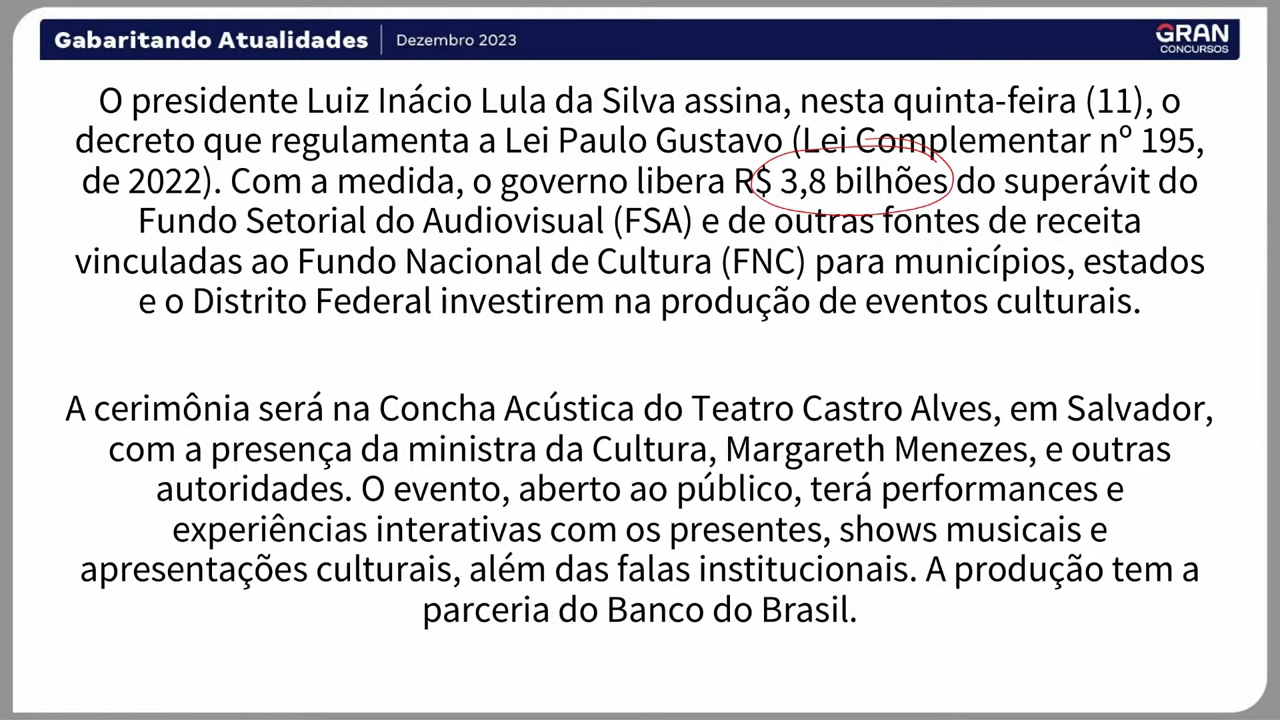 Gabaritando Atualidades | Dezembro 2023
GRAN
CONCURSOS
O presidente Luiz Inácio Lula da Silva assina, nesta quinta-feira (11), o
decreto que regulamenta a Lei Paulo Gustavo (Lei Complementar nº 195,
de 2022). Com a medida, o governo libera R$ 3,8 bilhões do superávit do
Fundo Setorial do Audiovisual (FSA) e de outras fontes de receita
vinculadas ao Fundo Nacional de Cultura (FNC) para municípios, estados
e o Distrito Federal investirem na produção de eventos culturais.
A cerimônia será na Concha Acústica do Teatro Castro Alves, em Salvador,
com a presença da ministra da Cultura, Margareth Menezes, e outras
autoridades. O evento, aberto ao público, terá performances e
experiências interativas com os presentes, shows musicais e
apresentações culturais, além das falas institucionais. A produção tem a
parceria do Banco do Brasil.